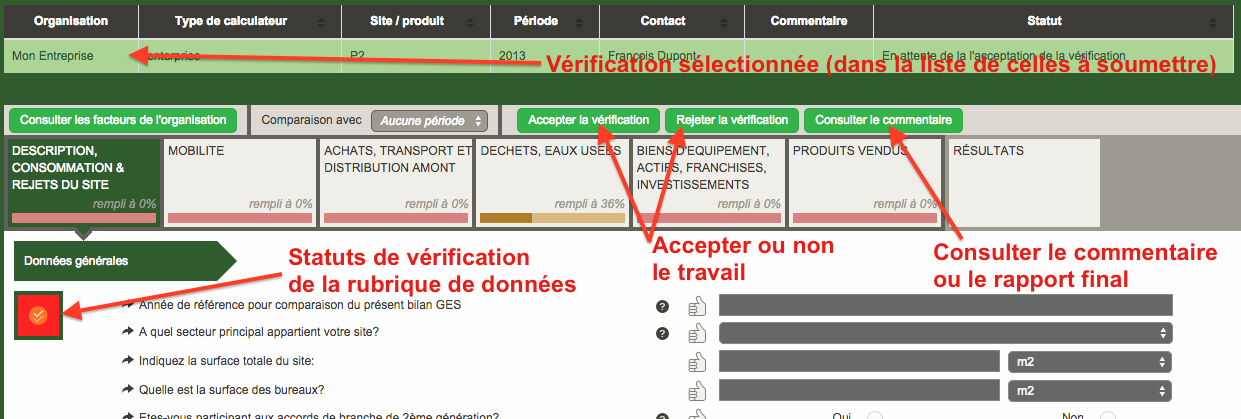 Organisation Type de calculateur Site / produit Période Contact Commentaire Statut
Mon Entreprise enterprise P2 2013 François Dupont En attente de la l'acceptation de la vérification
Vérification sélectionnée (dans la liste de celles à soumettre)
Consulter les facteurs de l'organisation Comparaison avec Aucune période Accepter la vérification Rejeter la vérification Consulter le commentaire
DESCRIPTION,
CONSOMMATION &
REJETS DU SITE
rempli à 0%
MOBILITE
rempli à 0%
ACHATS, TRANSPORT ET
DISTRIBUTION AMONT
rempli à 0%
DECHETS, EAUX USEES
rempli à 36%
BIENS D'EQUIPEMENT,
ACTIFS, FRANCHISES,
INVESTISSEMENTS
rempli à 0%
PRODUITS VENDUS
rempli à 0%
RÉSULTATS
Accepter ou non
le travail
Consulter le commentaire
ou le rapport final
Données générales
Statuts de vérification
de la rubrique de données
Année de référence pour comparaison du présent bilan GES ?
A quel secteur principal appartient votre site? ?
Indiquez la surface totale du site: m2
Quelle est la surface des bureaux? m2
Etes-vous participant aux accords de branche de 2ème génération? ? Oui Non